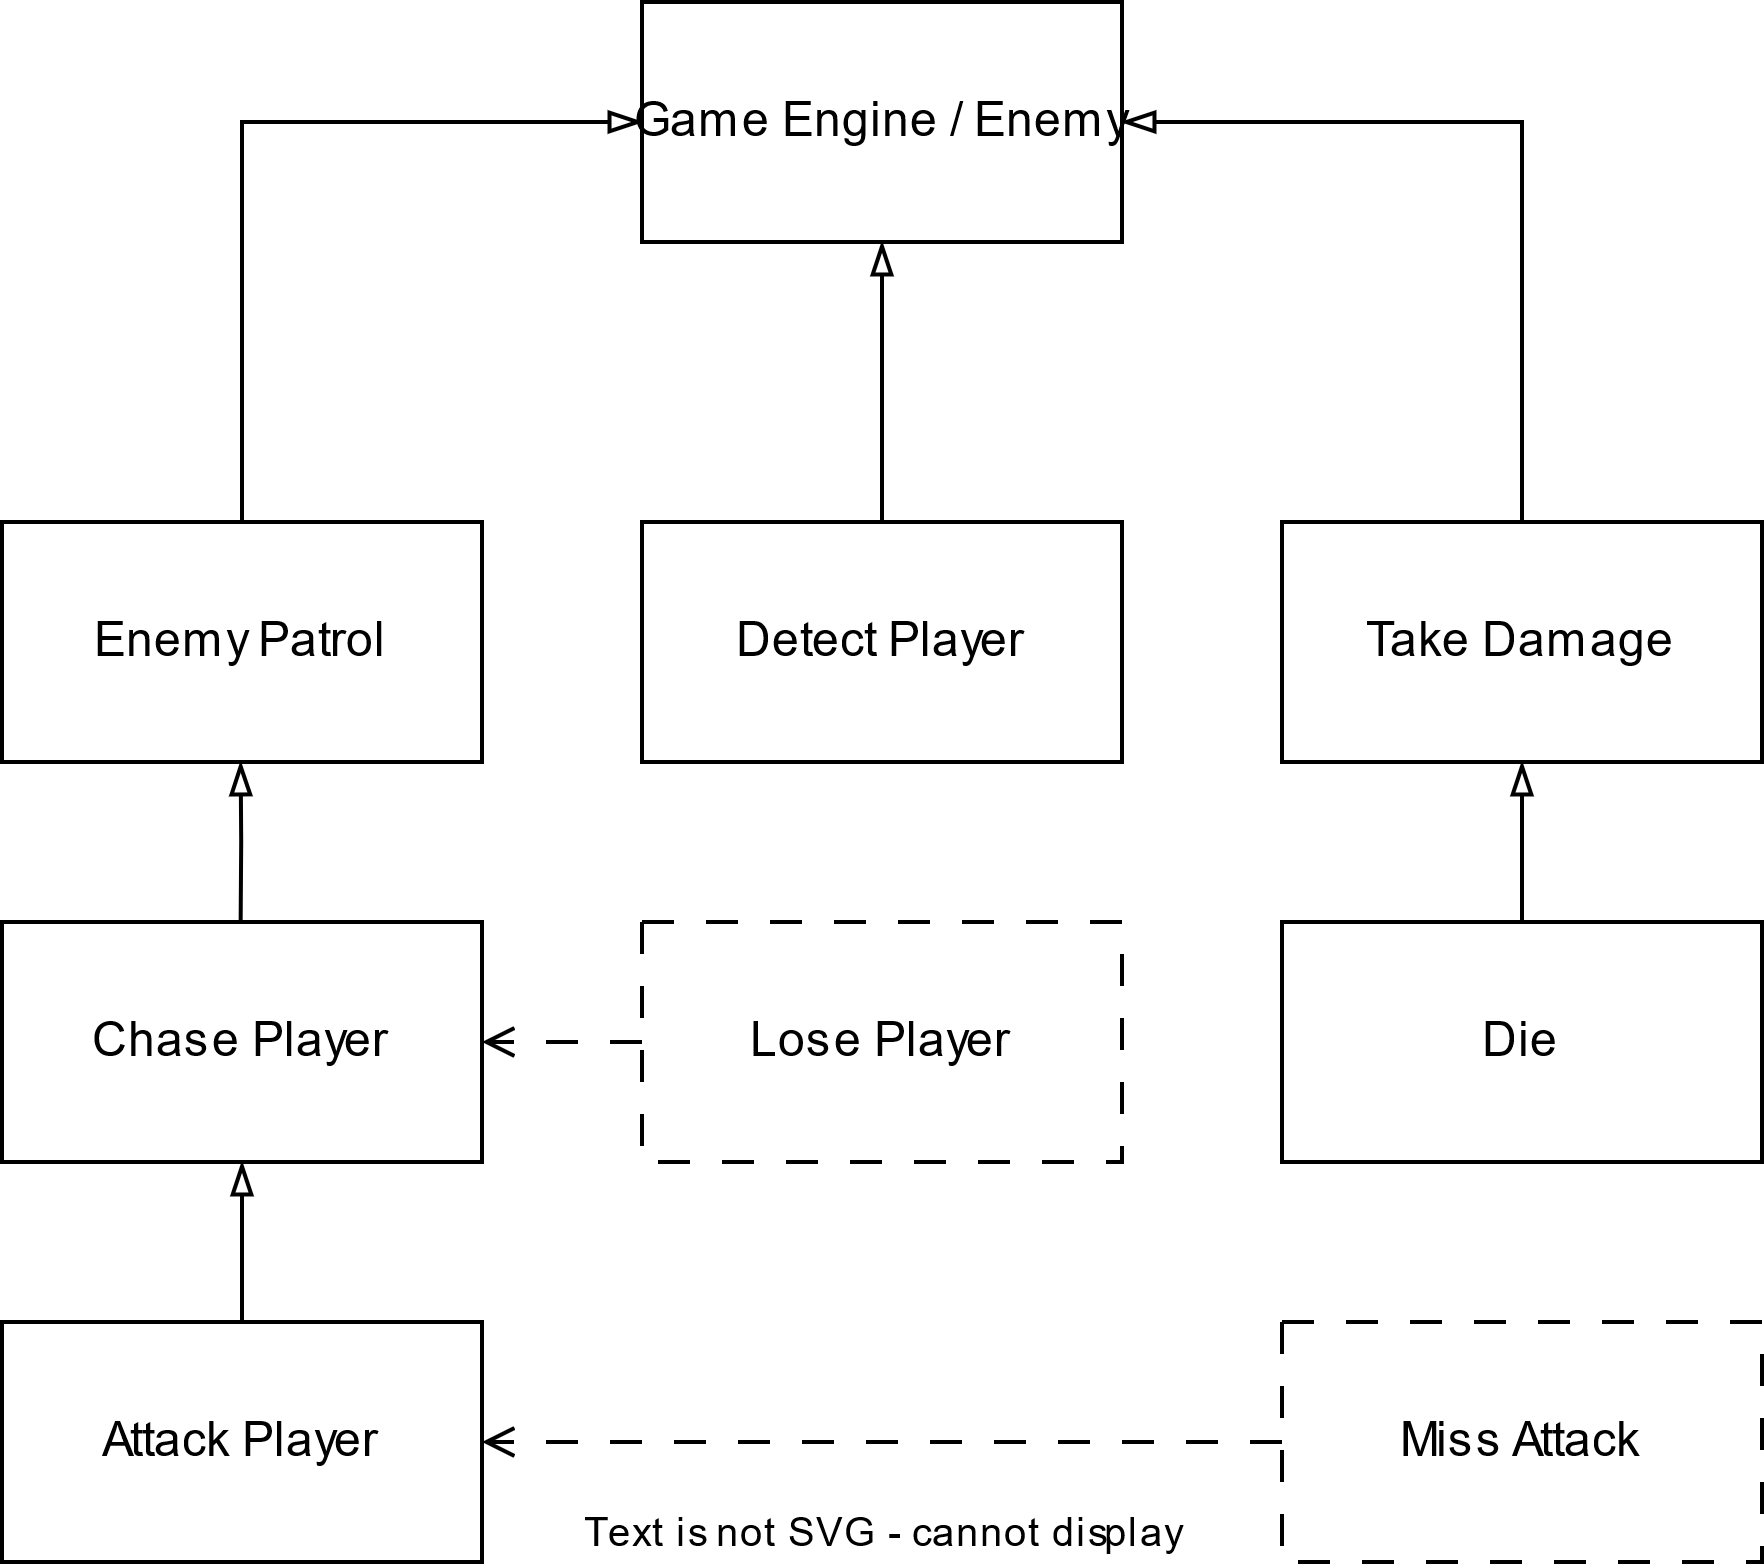 Game Engine / Enemy
Enemy Patrol
Detect Player
Take Damage
Chase Player
Lose Player
Die
Attack Player
Miss Attack
Text is not SVG - cannot display